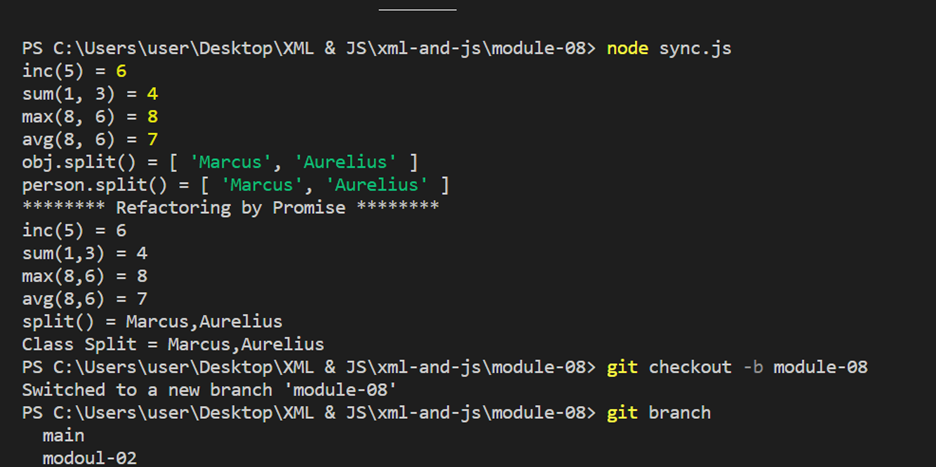 PS C:\Users\user\Desktop\XML & JS\xml-and-js\module-08> node sync.js
inc(5) = 6
sum(1, 3) = 4
max(8, 6) = 8
avg(8, 6) = 7
obj.split() = [ 'Marcus', 'Aurelius' ]
person.split() = [ 'Marcus', 'Aurelius' ]
******** Refactoring by Promise ********
inc(5) = 6
sum(1,3) = 4
max(8,6) = 8
avg(8,6) = 7
split() = Marcus,Aurelius
Class Split = Marcus,Aurelius
PS C:\Users\user\Desktop\XML & JS\xml-and-js\module-08> git checkout -b module-08
Switched to a new branch 'module-08'
PS C:\Users\user\Desktop\XML & JS\xml-and-js\module-08> git branch
main
modoul-02